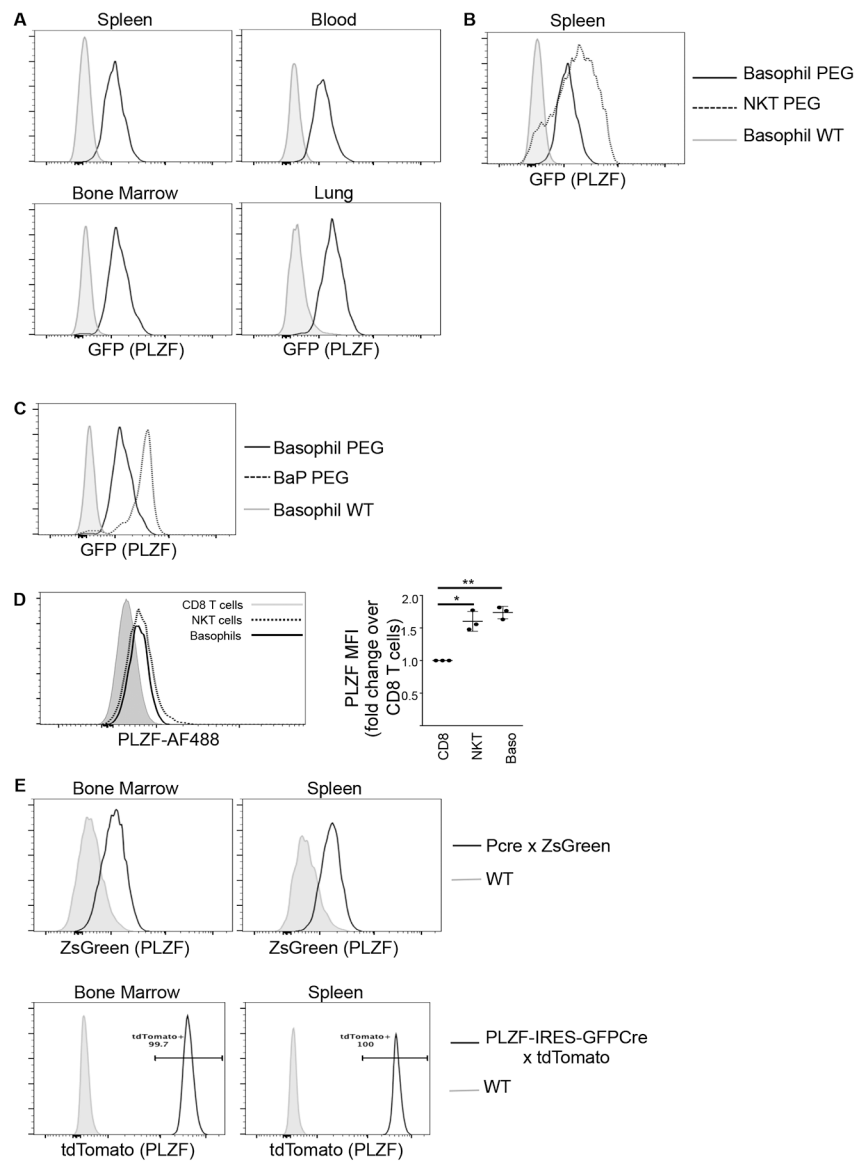 A
Spleen
Blood
Bone Marrow
Lung
GFP (PLZF)
GFP (PLZF)
B
Spleen
GFP (PLZF)
Basophil PEG
NKT PEG
Basophil WT
C
GFP (PLZF)
Basophil PEG
BaP PEG
Basophil WT
D
CD8 T cells
NKT cells
Basophils
PLZF-AF488
PLZF MFI
(fold change over
CD8 T cells)
2.0
1.5
1.0
0.5
**
*
CD8
NKT
Baso
E
Bone Marrow
Spleen
ZsGreen (PLZF)
ZsGreen (PLZF)
Pcre x ZsGreen
WT
Bone Marrow
Spleen
tdTomato+
99.7
tdTomato+
100
tdTomato (PLZF)
tdTomato (PLZF)
PLZF-IRES-GFPCre
x tdTomato
WT